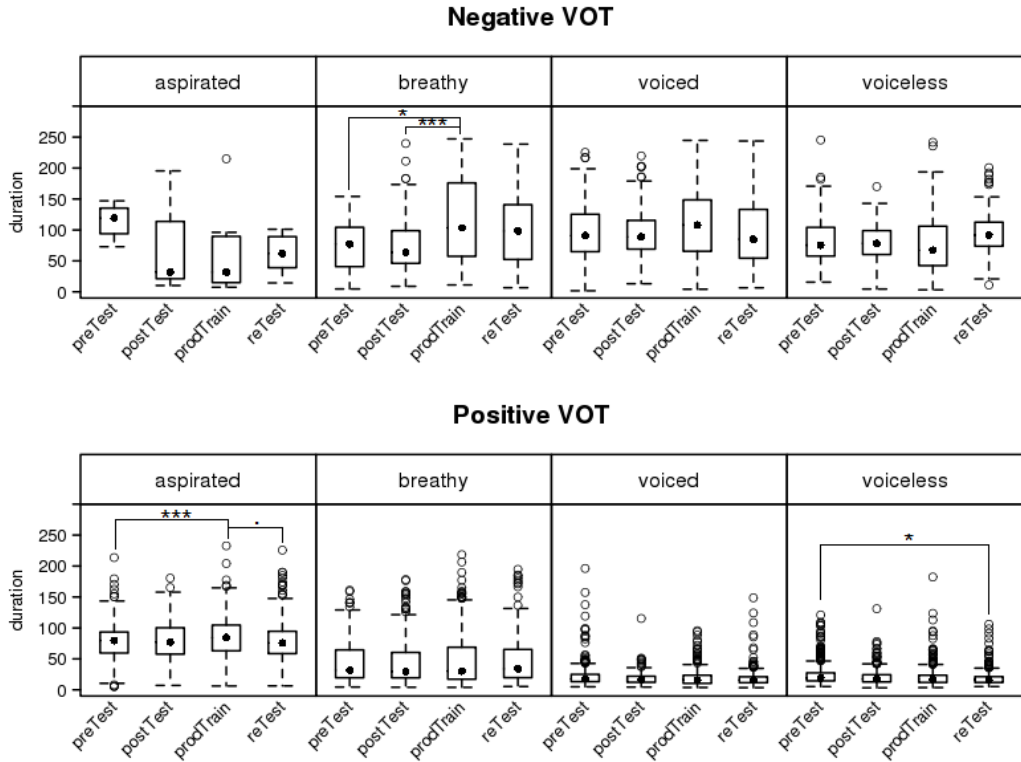 Negative VOT
aspirated breathy voiced voiceless
* ***
duration
250
200
150
100
50
0
preTest postTest prodTrain reTest preTest postTest prodTrain reTest preTest postTest prodTrain reTest preTest postTest prodTrain reTest
Positive VOT
aspirated breathy voiced voiceless
*** . *
duration
250
200
150
100
50
0
preTest postTest prodTrain reTest preTest postTest prodTrain reTest preTest postTest prodTrain reTest preTest postTest prodTrain reTest